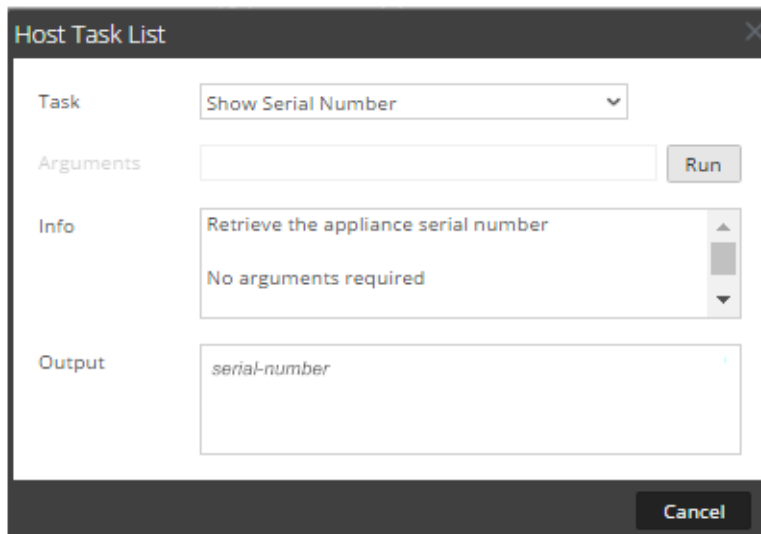 Host Task List
Task
Show Serial Number
Arguments
Run
Info
Retrieve the appliance serial number
No arguments required
Output
serial-number
Cancel